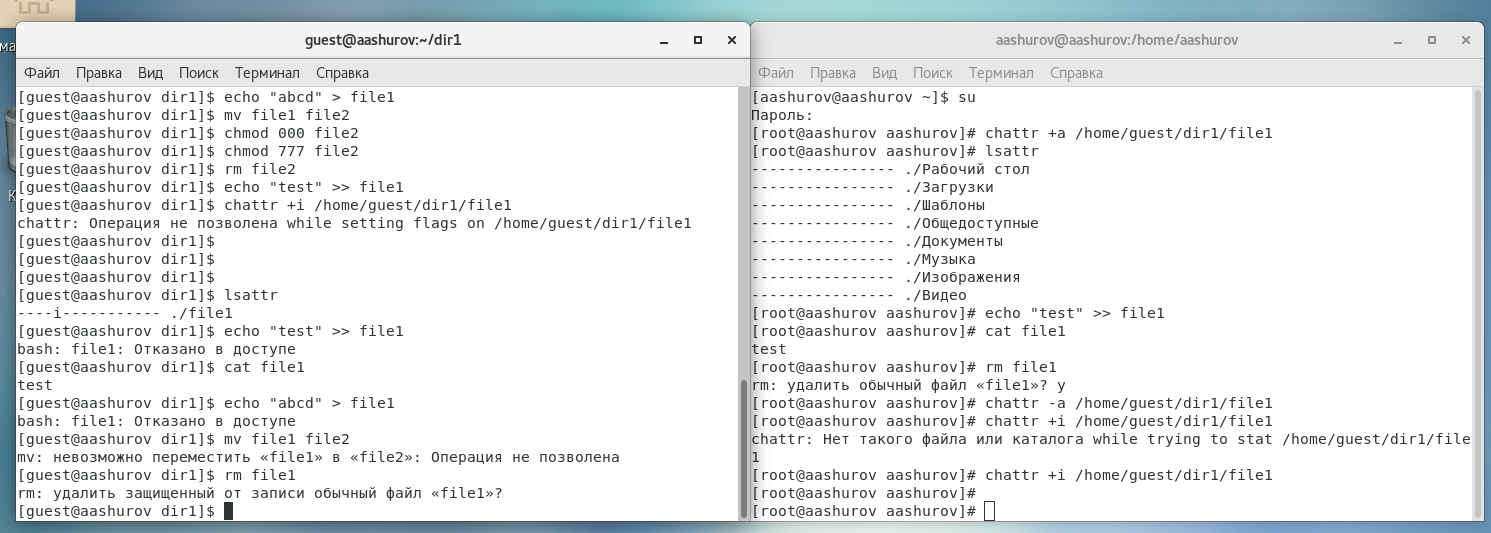 ма
К
guest@aashurov:~/dir1
Файл Правка Вид Поиск Терминал Справка
[guest@aashurov dir1]$ echo "abcd" > file1
[guest@aashurov dir1]$ mv file1 file2
[guest@aashurov dir1]$ chmod 000 file2
[guest@aashurov dir1]$ chmod 777 file2
[guest@aashurov dir1]$ rm file2
[guest@aashurov dir1]$ echo "test" >> file1
[guest@aashurov dir1]$ chattr +i /home/guest/dir1/file1
chattr: Операция не позволена while setting flags on /home/guest/dir1/file1
[guest@aashurov dir1]$
[guest@aashurov dir1]$
[guest@aashurov dir1]$
[guest@aashurov dir1]$ lsattr
----i----------- ./file1
[guest@aashurov dir1]$ echo "test" >> file1
bash: file1: Отказано в доступе
[guest@aashurov dir1]$ cat file1
test
[guest@aashurov dir1]$ echo "abcd" > file1
bash: file1: Отказано в доступе
[guest@aashurov dir1]$ mv file1 file2
mv: невозможно переместить «file1» в «file2»: Операция не позволена
[guest@aashurov dir1]$ rm file1
rm: удалить защищенный от записи обычный файл «file1»?
[guest@aashurov dir1]$
aashurov@aashurov:/home/aashurov
Файл Правка Вид Поиск Терминал Справка
[aashurov@aashurov ~]$ su
Пароль:
[root@aashurov aashurov]# chattr +a /home/guest/dir1/file1
[root@aashurov aashurov]# lsattr
---------------- ./Рабочий стол
---------------- ./Загрузки
---------------- ./Шаблоны
---------------- ./Общедоступные
---------------- ./Документы
---------------- ./Музыка
---------------- ./Изображения
---------------- ./Видео
[root@aashurov aashurov]# echo "test" >> file1
[root@aashurov aashurov]# cat file1
test
[root@aashurov aashurov]# rm file1
rm: удалить обычный файл «file1»? y
[root@aashurov aashurov]# chattr -a /home/guest/dir1/file1
[root@aashurov aashurov]# chattr +i /home/guest/dir1/file1
chattr: Нет такого файла или каталога while trying to stat /home/guest/dir1/file
1
[root@aashurov aashurov]# chattr +i /home/guest/dir1/file1
[root@aashurov aashurov]#
[root@aashurov aashurov]#